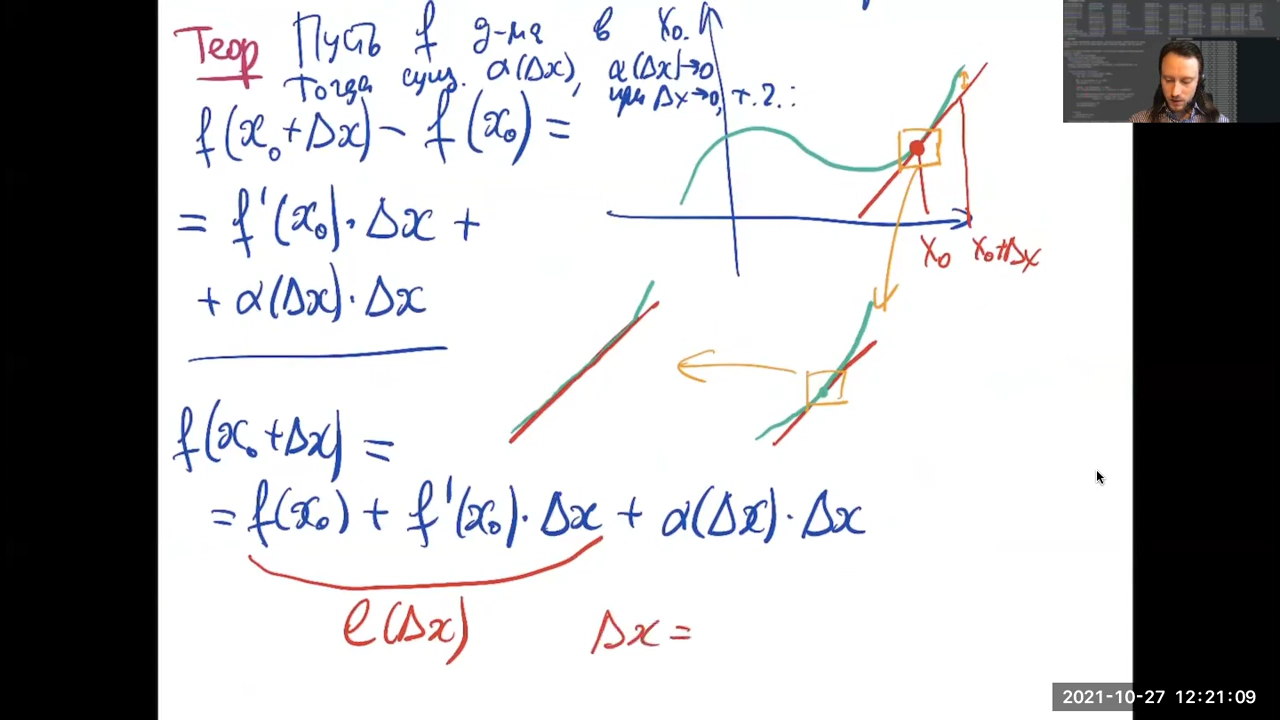 Теор Пусть f д-ма в x₀.
Тогда сущ. α(Δx), α(Δx)→0
при Δx→0, т.ч.:
f(x₀+Δx) − f(x₀) =
= f'(x₀)·Δx +
+ α(Δx)·Δx
x₀ x₀+Δx
f(x₀+Δx) =
= f(x₀) + f'(x₀)·Δx + α(Δx)·Δx
ℓ(Δx) Δx =
2021-10-27 12:21:09